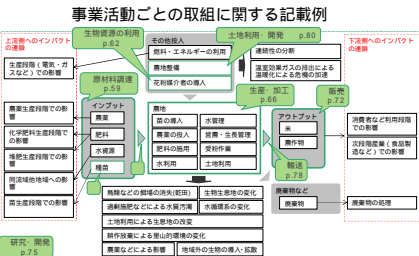 事業活動ごとの取組に関する記載例
上流側へのインパクト
の連鎖
生産段階（電気・ガ
スなど）での影響
農薬生産段階での影
響
化学肥料生産段階で
の影響
堆肥生産段階での影
響
同流域他地域への影
響
苗生産段階での影響
生物資源の利用
p.62
その他投入
燃料・エネルギーの利用
農地整備
花粉媒介者の導入
土地利用・開発 p.80
連続性の分断
温室効果ガスの排出による
温暖化による危機の加速
下流側へのインパクト
の連鎖
原材料調達
p.59
インプット
農薬
肥料
水資源
種苗
農地
苗の導入
水管理
農薬の投入
避農・生長管理
肥料の施用
受粉作業
水利用
土地利用
生産・加工
p.66
販売
p.72
アウトプット
米
農作物
輸送
p.78
消費者など利用段階
での影響
次段階産業（食品製
造など）での影響
鳥類などの餌場の消失(乾田)
生物生息地の変化
過剰施肥などによる水質汚濁
水循環系の変化
土地利用による生息地の改変
耕作放棄による里山的環境の変化
農薬などによる影響
地域外の生物の導入・拡散
廃棄物など
廃棄物
廃棄物の処理
研究・開発
p.75